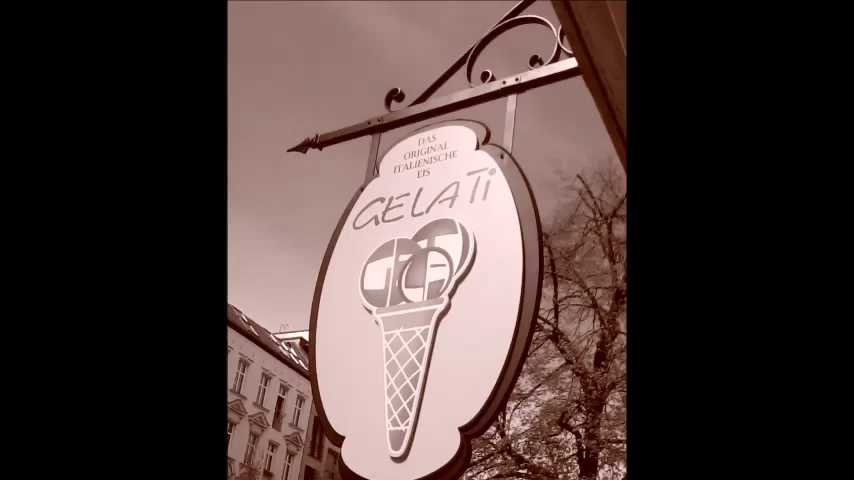 DAS
ORIGINAL
ITALIENISCHE
EIS
GELATi